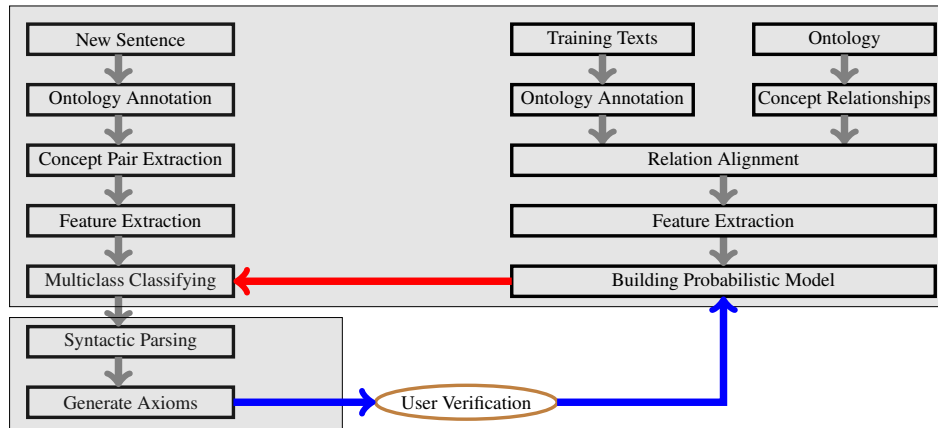 New Sentence
Training Texts
Ontology
Ontology Annotation
Ontology Annotation
Concept Relationships
Concept Pair Extraction
Relation Alignment
Feature Extraction
Feature Extraction
Multiclass Classifying
Building Probabilistic Model
Syntactic Parsing
Generate Axioms
User Verification